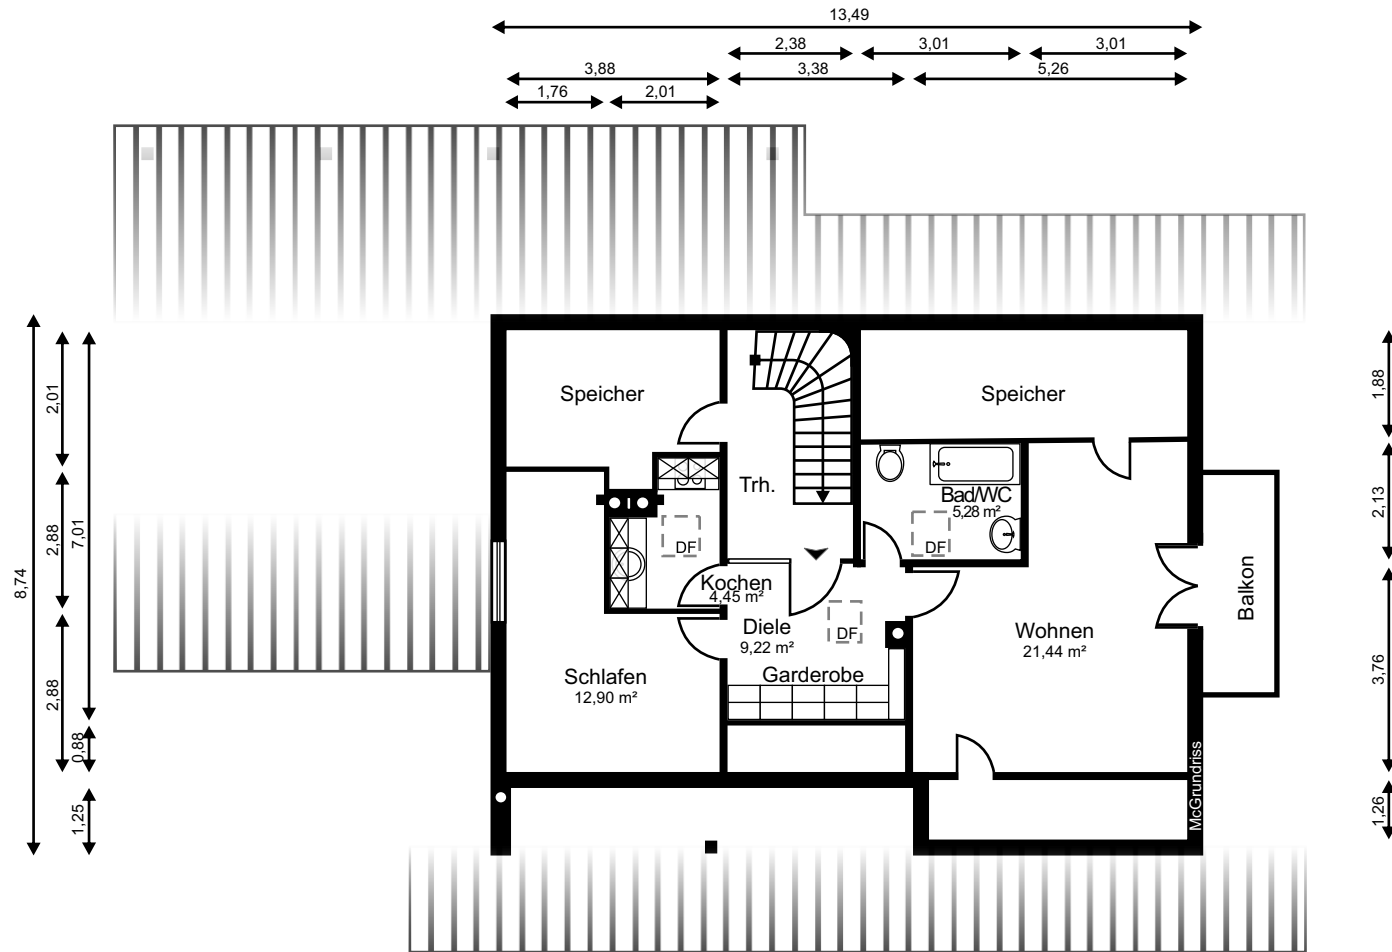 13,49
2,38
3,01
3,01
3,88
3,38
5,26
1,76
2,01
8,74
2,01
2,88
2,88
7,01
0,88
1,25
Speicher
Speicher
Trh.
Bad/WC
5,28 m²
DF
DF
Kochen
4,45 m²
Diele
9,22 m²
DF
Garderobe
Schlafen
12,90 m²
Wohnen
21,44 m²
Balkon
McGrundriss
1,88
2,13
3,76
1,26